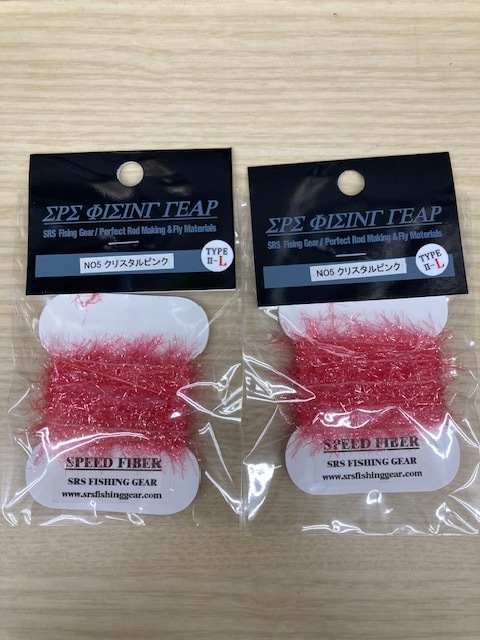 ΣΡΣ ΦΙΣΙΝΓ ΓΕΑΡ
SRS Fising Gear / Perfect Rod Making & Fly Materials
NO5 クリスタルピンク
TYPE
II-L
SPEED FIBER
SRS FISHING GEAR
www.srsfishinggear.com
ΣΡΣ ΦΙΣΙΝΓ ΓΕΑΡ
SRS Fising Gear / Perfect Rod Making & Fly Materials
NO5 クリスタルピンク
TYPE
II-L
SPEED FIBER
SRS FISHING GEAR
www.srsfishinggear.com